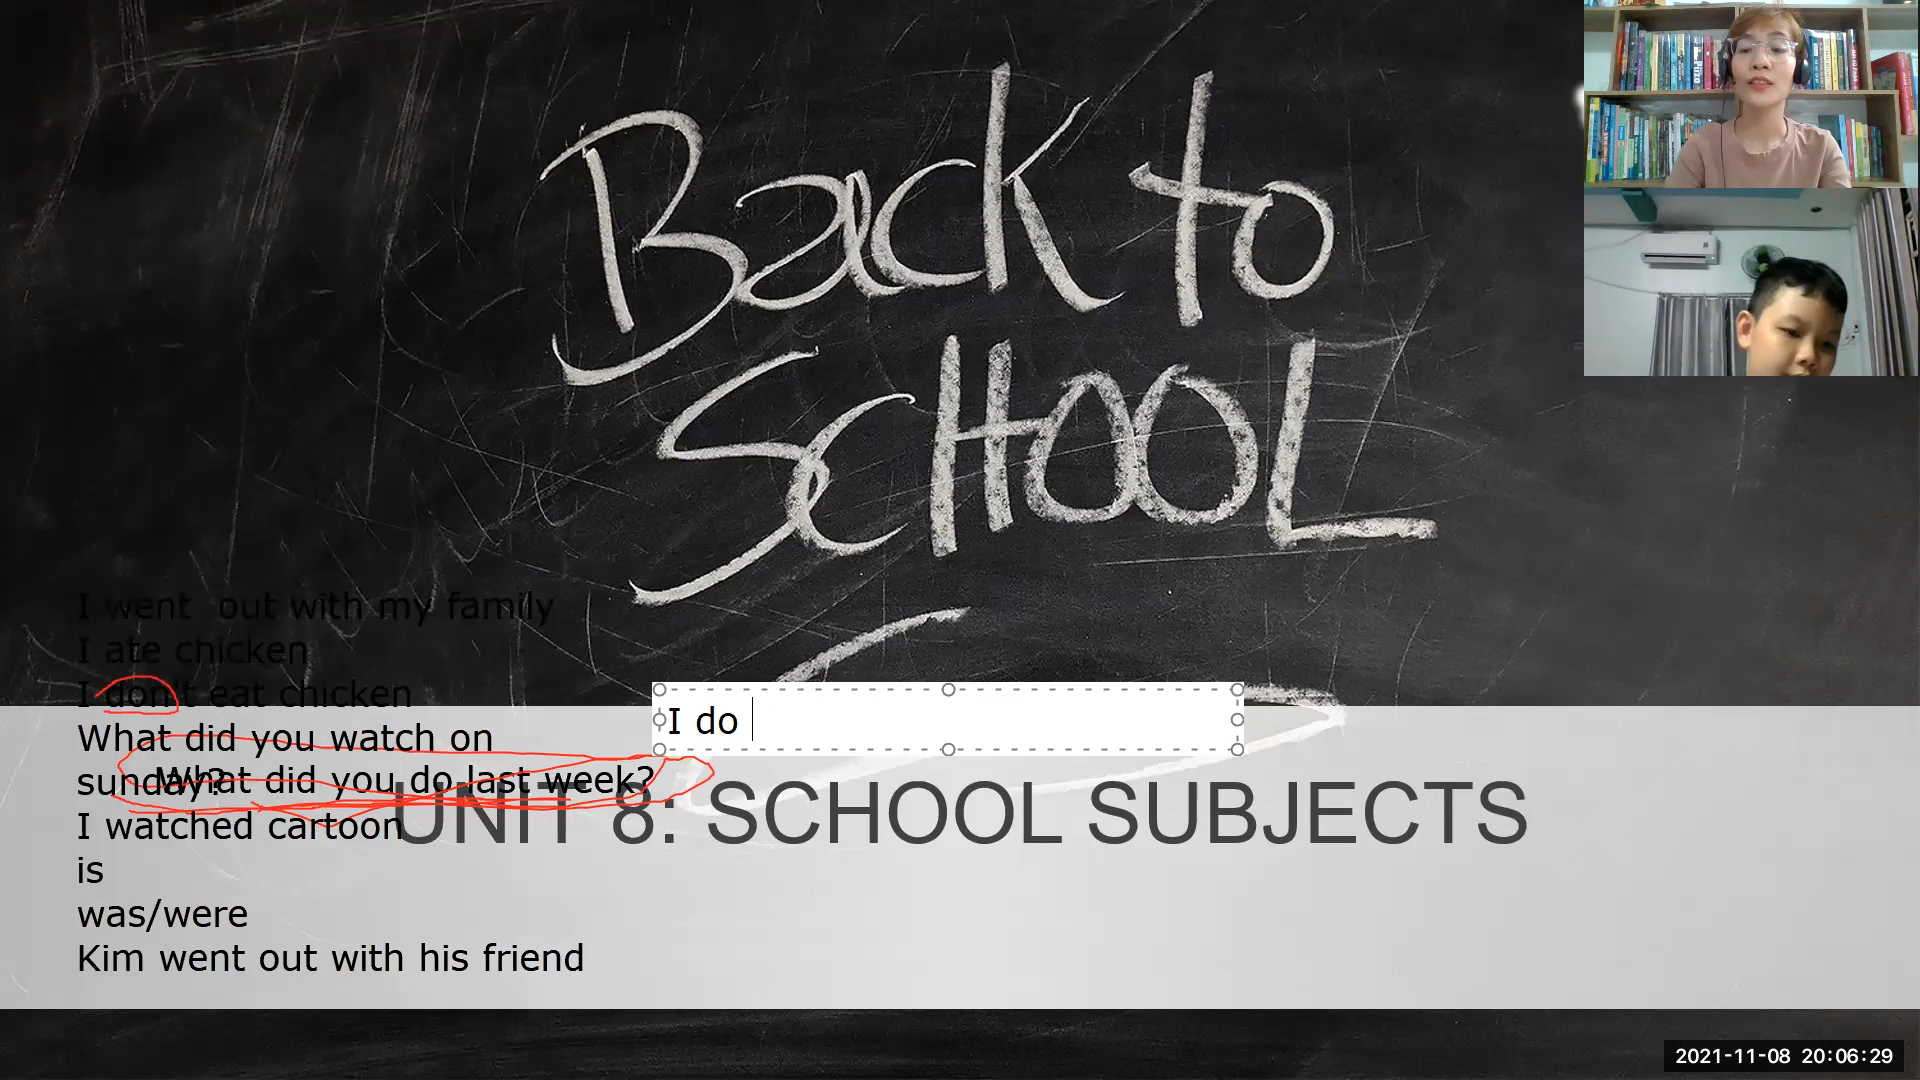 Back to
SCHOOL
I went  out with my family
I ate chicken
I don't eat chicken
What did you watch on
sunday?
What did you do last week?
I watched cartoon
is
was/were
Kim went out with his friend
I do
UNIT 8: SCHOOL SUBJECTS
2021-11-08 20:06:29